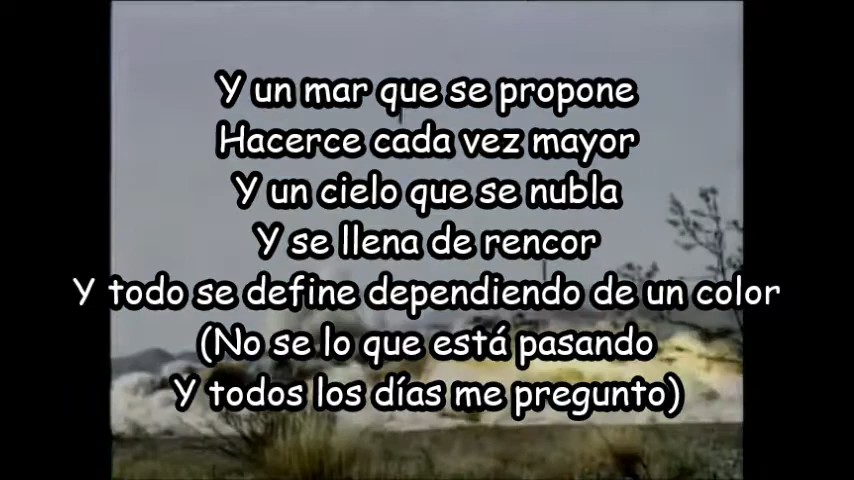 Y un mar que se propone
Hacerce cada vez mayor
Y un cielo que se nubla
Y se llena de rencor
Y todo se define dependiendo de un color
(No se lo que está pasando
Y todos los días me pregunto)